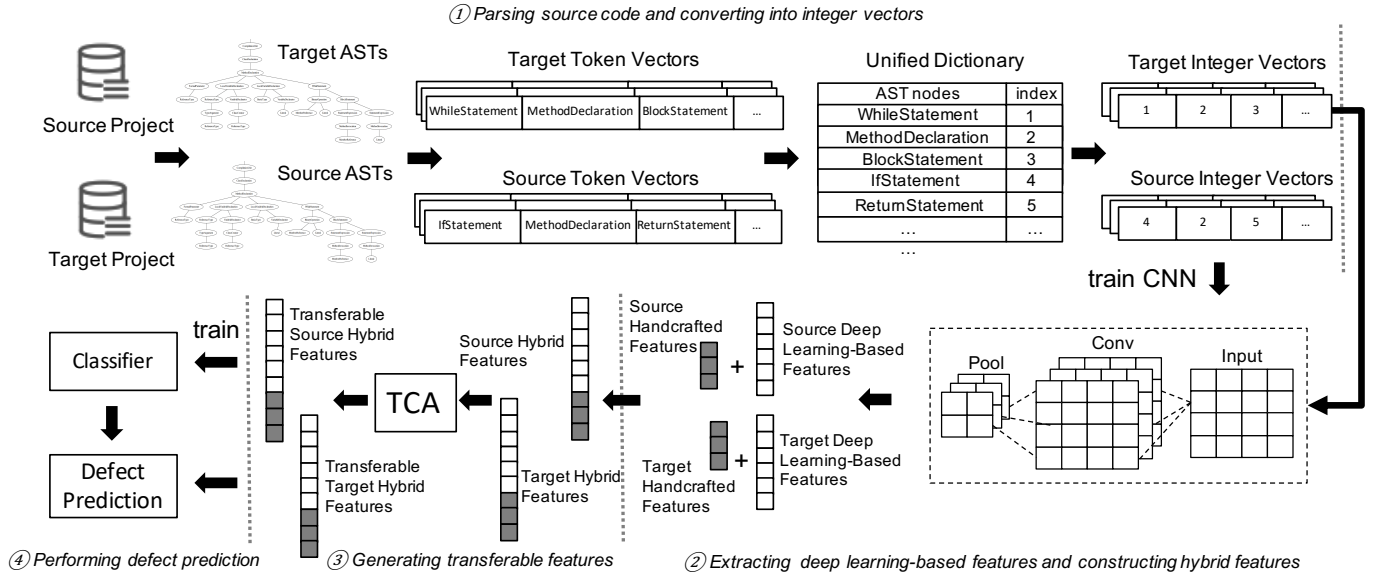 ① Parsing source code and converting into integer vectors
Source Project
Target Project
Target ASTs
Source ASTs
Target Token Vectors
WhileStatement MethodDeclaration BlockStatement ...
Source Token Vectors
IfStatement MethodDeclaration ReturnStatement ...
Unified Dictionary
AST nodes index
WhileStatement 1
MethodDeclaration 2
BlockStatement 3
IfStatement 4
ReturnStatement 5
... ...
...
Target Integer Vectors
1 2 3 ...
Source Integer Vectors
4 2 5 ...
train CNN
Input
Conv
Pool
Source
Handcrafted
Features
+
Source Deep
Learning-Based
Features
Target
Handcrafted
Features
+
Target Deep
Learning-Based
Features
Source Hybrid
Features
Target Hybrid
Features
TCA
Transferable
Source Hybrid
Features
Transferable
Target Hybrid
Features
train
Classifier
Defect
Prediction
④ Performing defect prediction
③ Generating transferable features
② Extracting deep learning-based features and constructing hybrid features